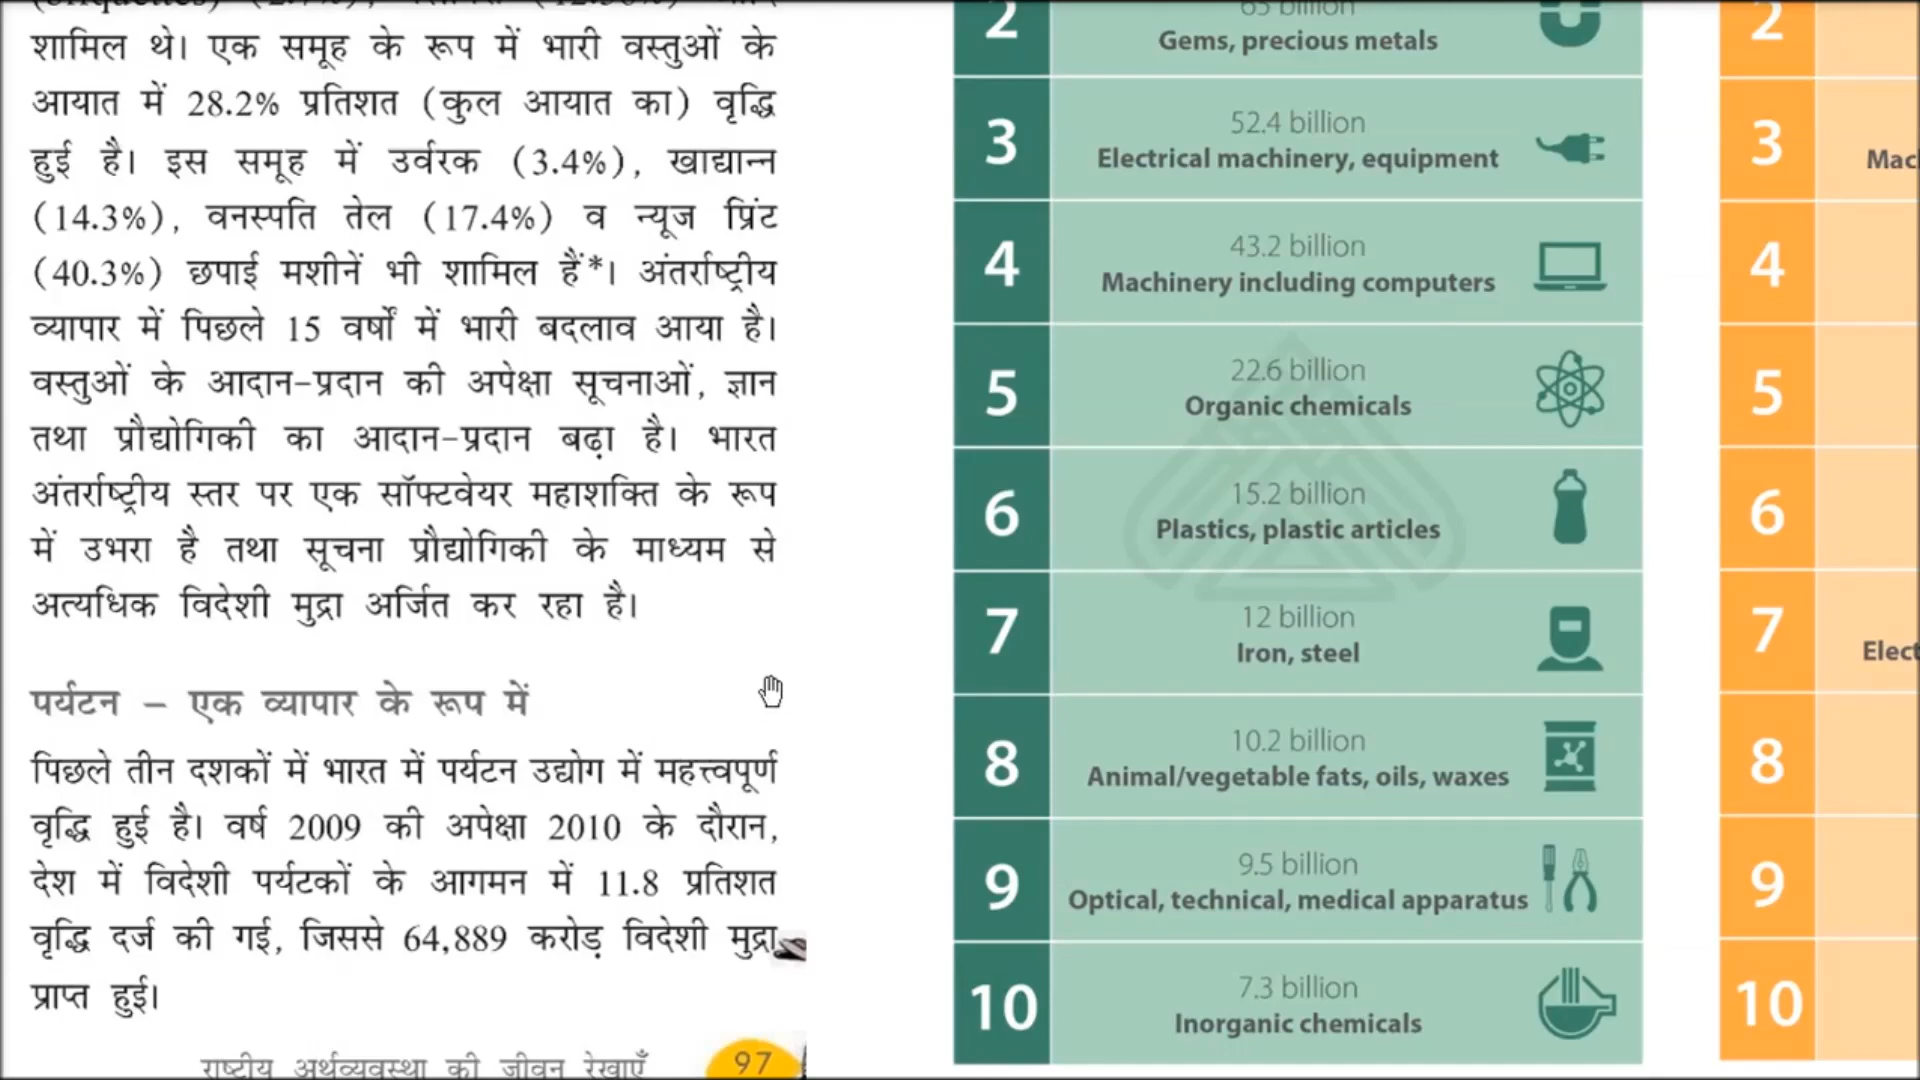 शामिल थे। एक समूह के रूप में भारी वस्तुओं के
आयात में 28.2% प्रतिशत (कुल आयात का) वृद्धि
हुई है। इस समूह में उर्वरक (3.4%), खाद्यान्न
(14.3%), वनस्पति तेल (17.4%) व न्यूज प्रिंट
(40.3%) छपाई मशीनें भी शामिल हैं*। अंतर्राष्ट्रीय
व्यापार में पिछले 15 वर्षों में भारी बदलाव आया है।
वस्तुओं के आदान-प्रदान की अपेक्षा सूचनाओं, ज्ञान
तथा प्रौद्योगिकी का आदान-प्रदान बढ़ा है। भारत
अंतर्राष्ट्रीय स्तर पर एक सॉफ्टवेयर महाशक्ति के रूप
में उभरा है तथा सूचना प्रौद्योगिकी के माध्यम से
अत्यधिक विदेशी मुद्रा अर्जित कर रहा है।
पर्यटन – एक व्यापार के रूप में
पिछले तीन दशकों में भारत में पर्यटन उद्योग में महत्त्वपूर्ण
वृद्धि हुई है। वर्ष 2009 की अपेक्षा 2010 के दौरान,
देश में विदेशी पर्यटकों के आगमन में 11.8 प्रतिशत
वृद्धि दर्ज की गई, जिससे 64,889 करोड़ विदेशी मुद्रा
प्राप्त हुई।
राष्ट्रीय अर्थव्यवस्था की जीवन रेखाएँ 97
2
65 billion
Gems, precious metals
3
52.4 billion
Electrical machinery, equipment
4
43.2 billion
Machinery including computers
5
22.6 billion
Organic chemicals
6
15.2 billion
Plastics, plastic articles
7
12 billion
Iron, steel
8
10.2 billion
Animal/vegetable fats, oils, waxes
9
9.5 billion
Optical, technical, medical apparatus
10
7.3 billion
Inorganic chemicals
2
3
Mac
4
5
6
7
Elect
8
9
10